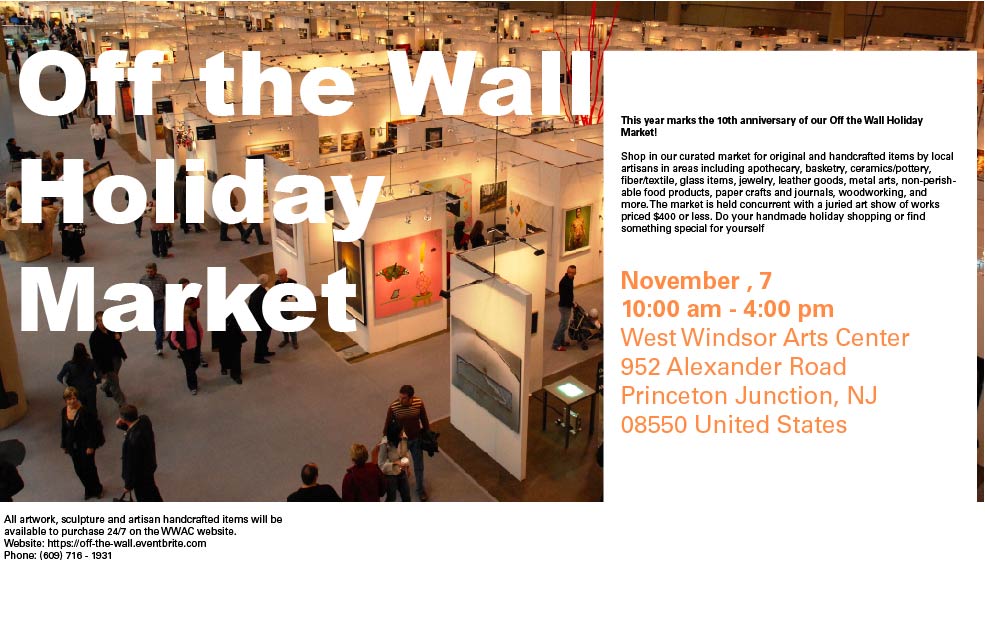 Off the Wall
Holiday
Market
This year marks the 10th anniversary of our Off the Wall Holiday
Market!
Shop in our curated market for original and handcrafted items by local
artisans in areas including apothecary, basketry, ceramics/pottery,
fiber/textile, glass items, jewelry, leather goods, metal arts, non-perish-
able food products, paper crafts and journals, woodworking, and
more. The market is held concurrent with a juried art show of works
priced $400 or less. Do your handmade holiday shopping or find
something special for yourself
November , 7
10:00 am - 4:00 pm
West Windsor Arts Center
952 Alexander Road
Princeton Junction, NJ
08550 United States
All artwork, sculpture and artisan handcrafted items will be
available to purchase 24/7 on the WWAC website.
Website: https://off-the-wall.eventbrite.com
Phone: (609) 716 - 1931